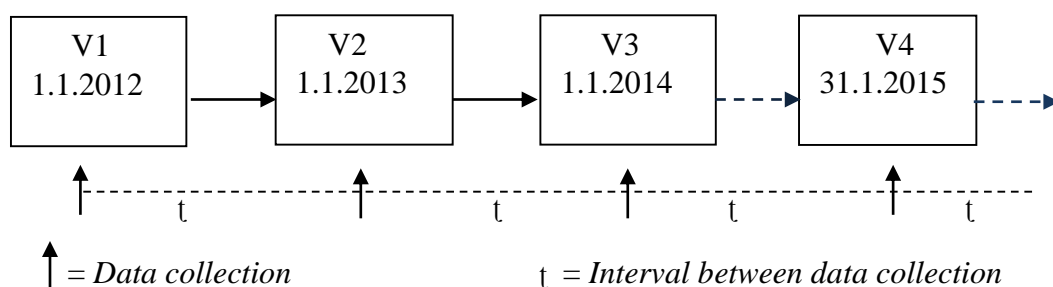 V1 V2 V3 V4
1.1.2012 1.1.2013 1.1.2014 31.1.2015
t t t t
= Data collection t = Interval between data collection